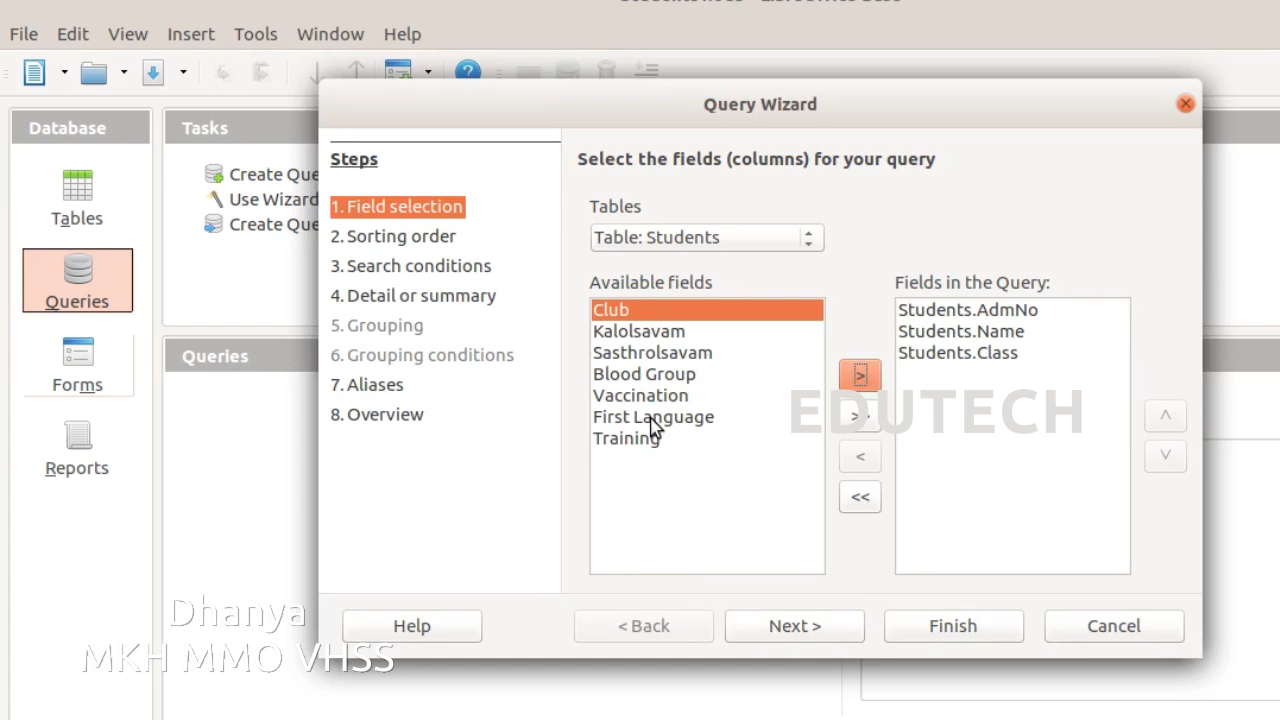 File Edit View Insert Tools Window Help
Database
Tables
Queries
Forms
Reports
Tasks
Create Que
Use Wizard
Create Que
Queries
Query Wizard
Steps
1. Field selection
2. Sorting order
3. Search conditions
4. Detail or summary
5. Grouping
6. Grouping conditions
7. Aliases
8. Overview
Select the fields (columns) for your query
Tables
Table: Students
Available fields
Club
Kalolsavam
Sasthrolsavam
Blood Group
Vaccination
First Language
Training
>
>>
<
<<
Fields in the Query:
Students.AdmNo
Students.Name
Students.Class
EDUTECH
Help
< Back
Next >
Finish
Cancel
Dhanya
MKH MMO VHSS